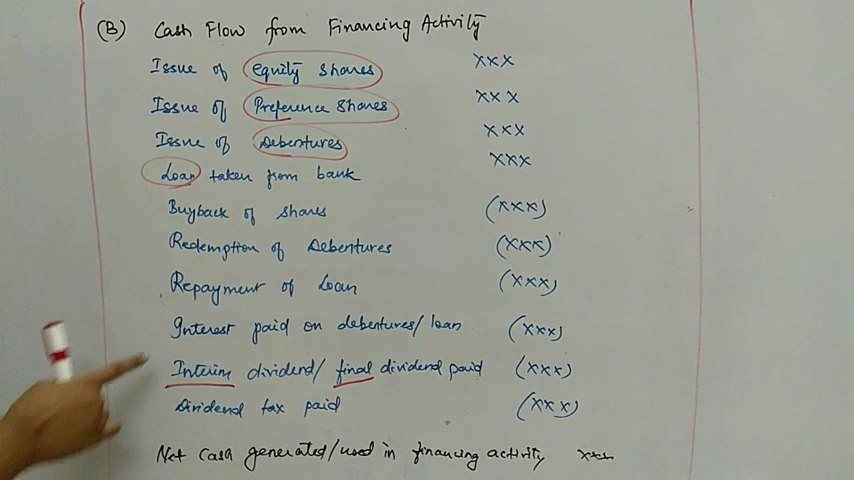 (B) Cash Flow from Financing Activity
Issue of equity shares xxx
Issue of Preference shares xxx
Issue of Debentures xxx
Loan taken from bank xxx
Buyback of shares (xxx)
Redemption of Debentures (xxx)
Repayment of Loan (xxx)
Interest paid on debentures/loan (xxx)
Interim dividend/final dividend paid (xxx)
Dividend tax paid (xxx)
Net Cash generated/used in financing activity xxx